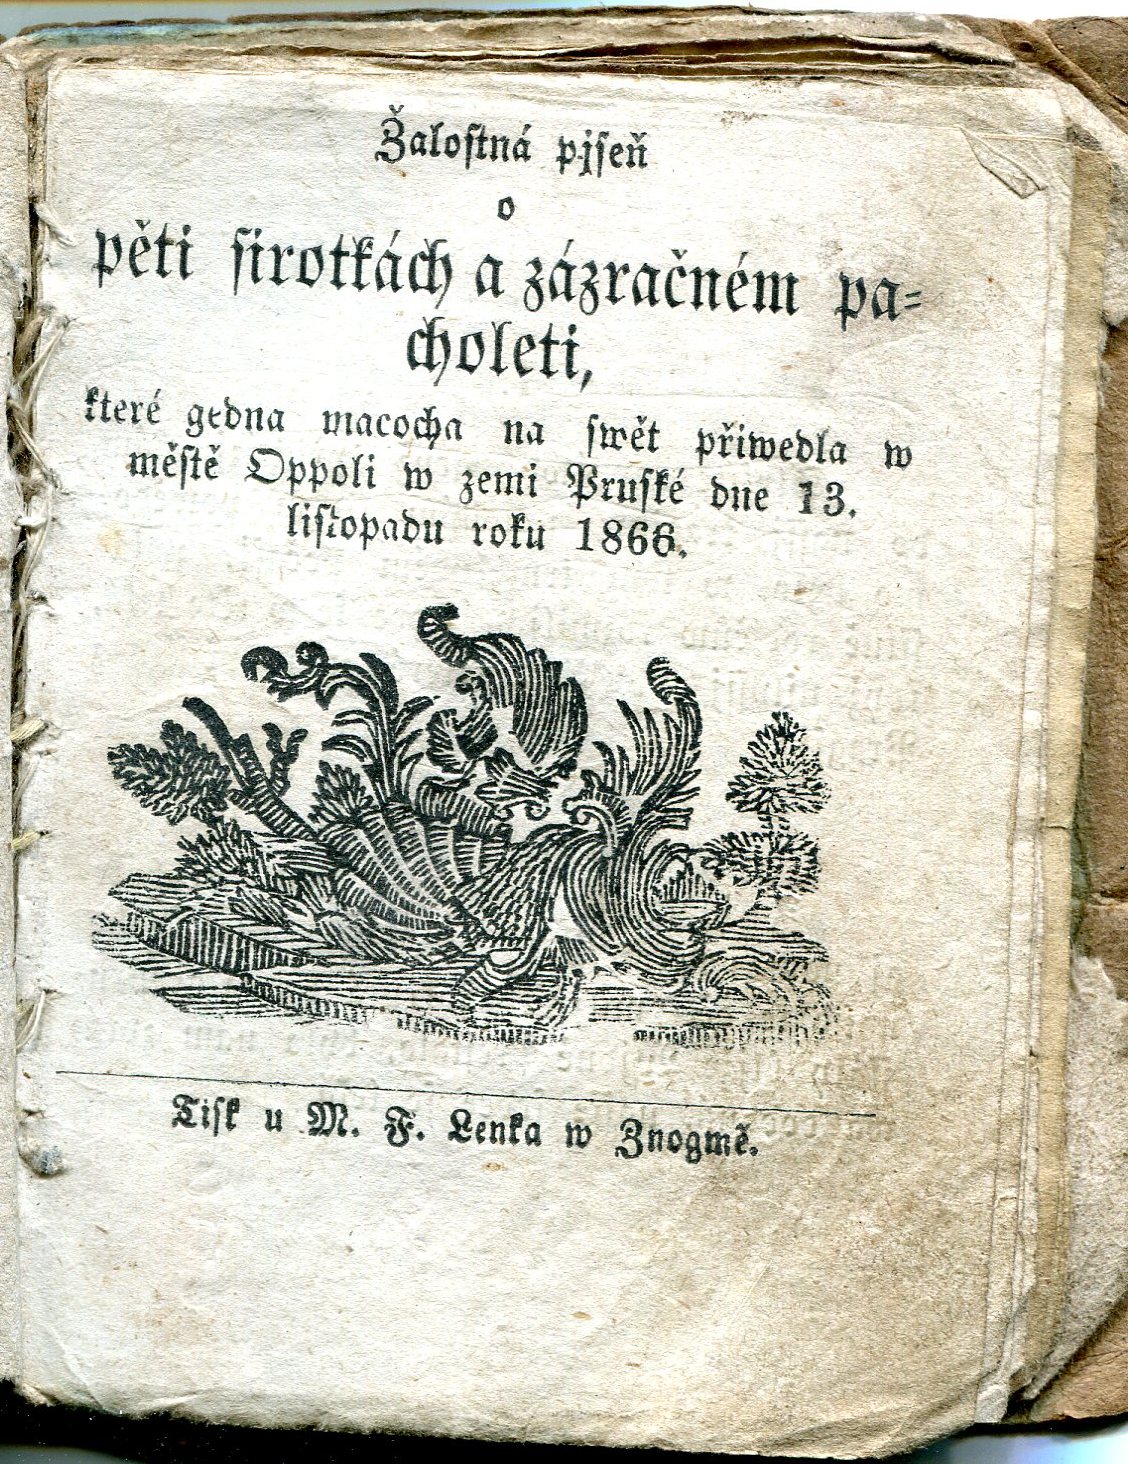 Žalostná pjseň
o
pěti sirotkách a zázračném pa=
choleti,
které gedna macocha na swět přiwedla w
městě Oppoli w zemi Pruské dne 13.
listopadu roku 1866.
Tisk u M. F. Lenka w Znogmě.